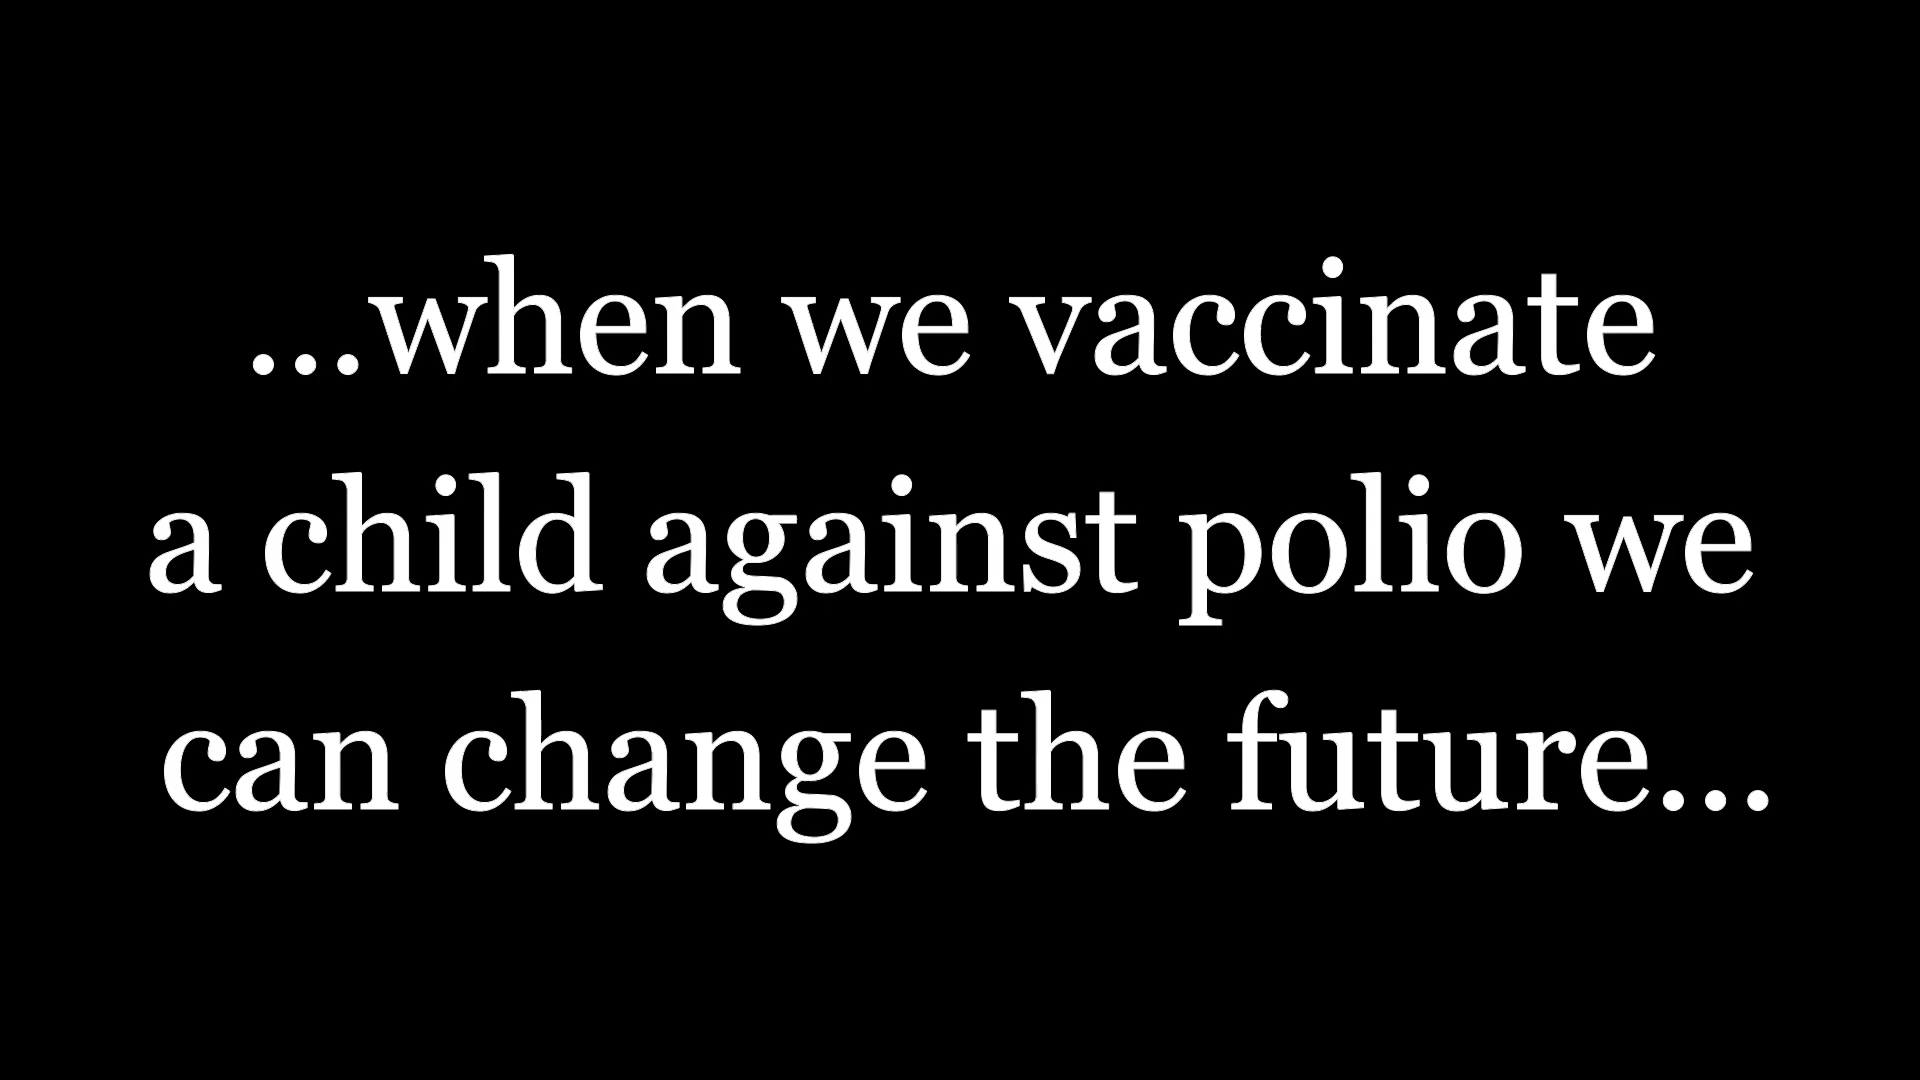 ...when we vaccinate
a child against polio we
can change the future...